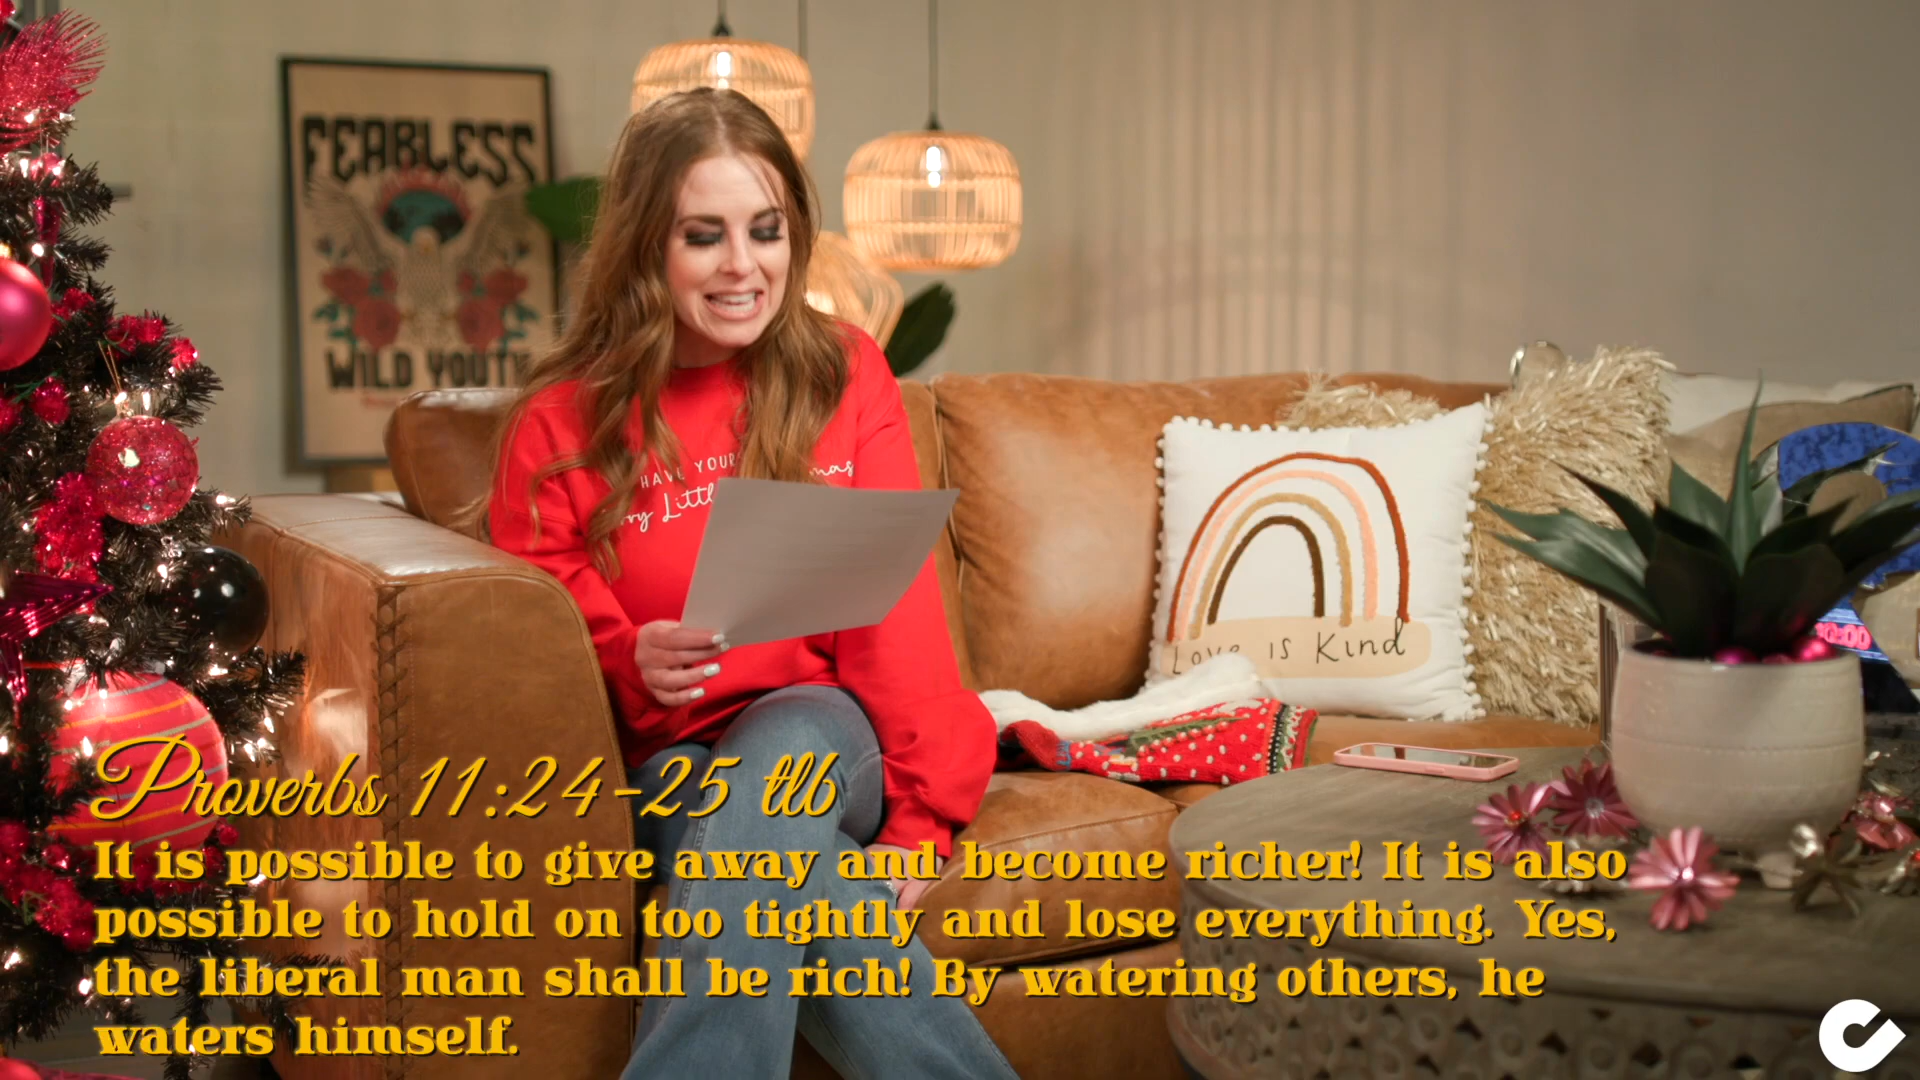 FEARLESS
WILD YOUTH
HAVE
Love is Kind
10:00
Proverbs 11:24-25 tlb
It is possible to give away and become richer! It is also
possible to hold on too tightly and lose everything. Yes,
the liberal man shall be rich! By watering others, he
waters himself.